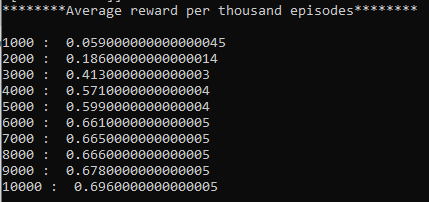 ********Average reward per thousand episodes********
1000 :  0.059000000000000045
2000 :  0.18600000000000014
3000 :  0.4130000000000003
4000 :  0.5710000000000004
5000 :  0.5990000000000004
6000 :  0.6610000000000005
7000 :  0.6650000000000005
8000 :  0.6660000000000005
9000 :  0.6780000000000005
10000 :  0.6960000000000005